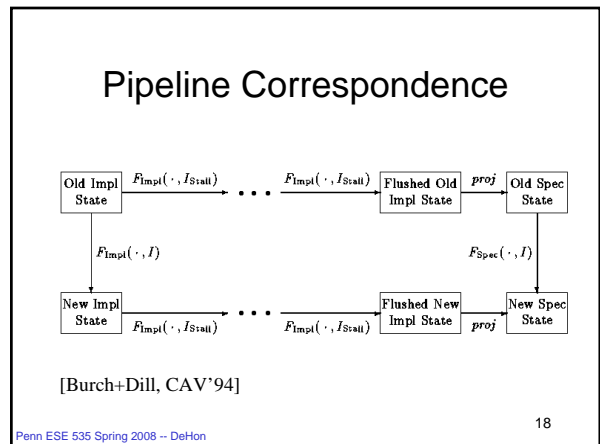 Pipeline Correspondence
Old Impl State
F_Impl( · , I_Stall)
• • •
F_Impl( · , I_Stall)
Flushed Old Impl State
proj
Old Spec State
F_Impl( · , I)
F_Spec( · , I)
New Impl State
F_Impl( · , I_Stall)
• • •
F_Impl( · , I_Stall)
Flushed New Impl State
proj
New Spec State
[Burch+Dill, CAV'94]
18
Penn ESE 535 Spring 2008 -- DeHon